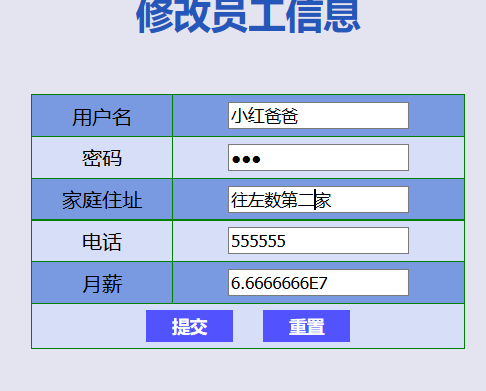 修改员工信息
用户名 小红爸爸
密码 ●●●
家庭住址 往左数第二家
电话 555555
月薪 6.6666666E7
提交 重置